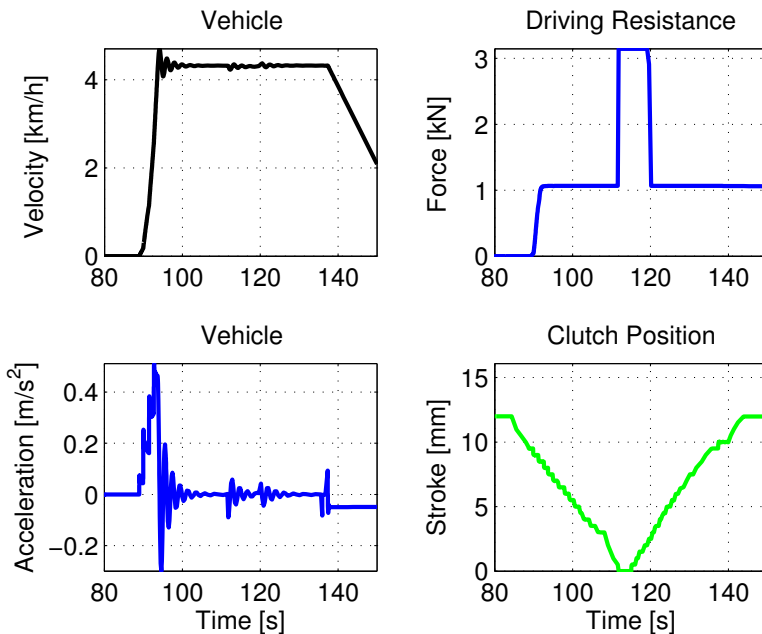 Vehicle
Velocity [km/h]
4
2
0
80 100 120 140
Driving Resistance
Force [kN]
3
2
1
0
80 100 120 140
Vehicle
Acceleration [m/s²]
0.4
0.2
0
−0.2
80 100 120 140
Time [s]
Clutch Position
Stroke [mm]
15
10
5
0
80 100 120 140
Time [s]